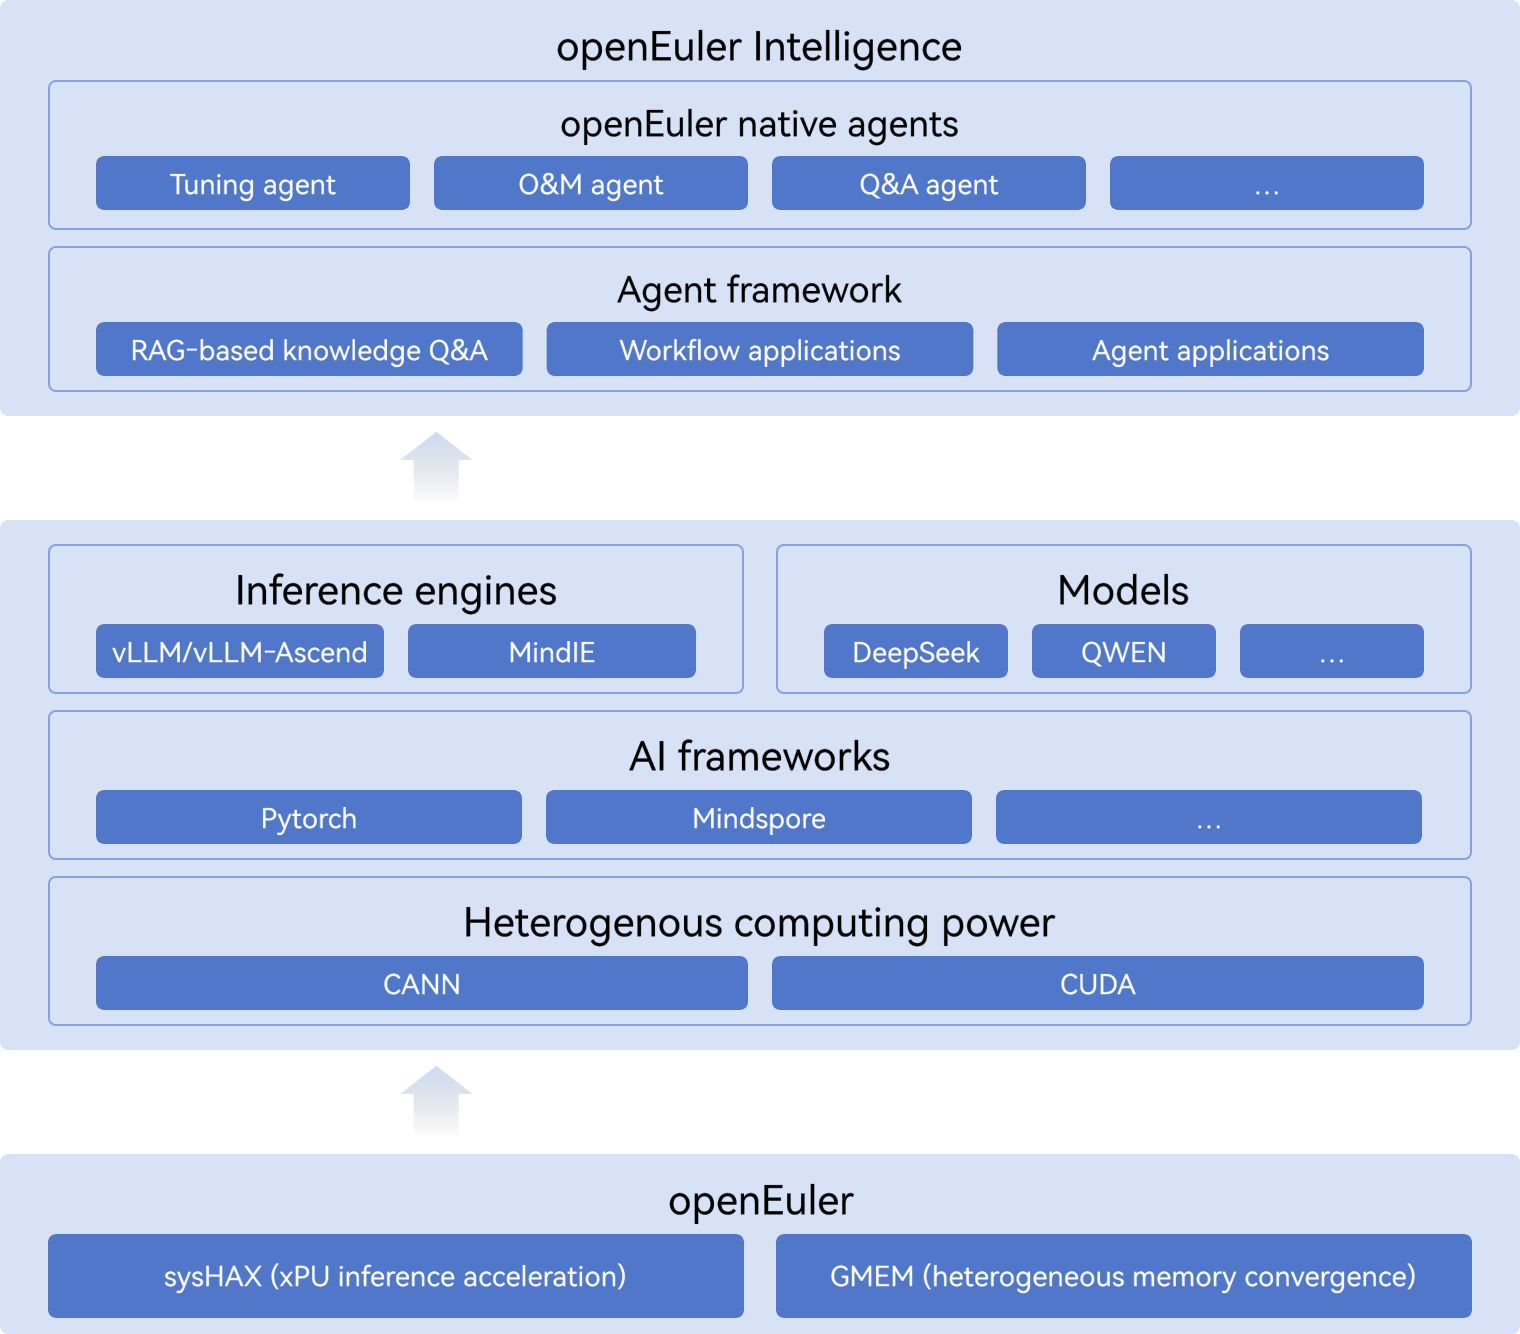 openEuler Intelligence
openEuler native agents
Tuning agent
O&M agent
Q&A agent
...
Agent framework
RAG-based knowledge Q&A
Workflow applications
Agent applications
Inference engines
vLLM/vLLM-Ascend
MindIE
Models
DeepSeek
QWEN
...
AI frameworks
Pytorch
Mindspore
...
Heterogenous computing power
CANN
CUDA
openEuler
sysHAX (xPU inference acceleration)
GMEM (heterogeneous memory convergence)